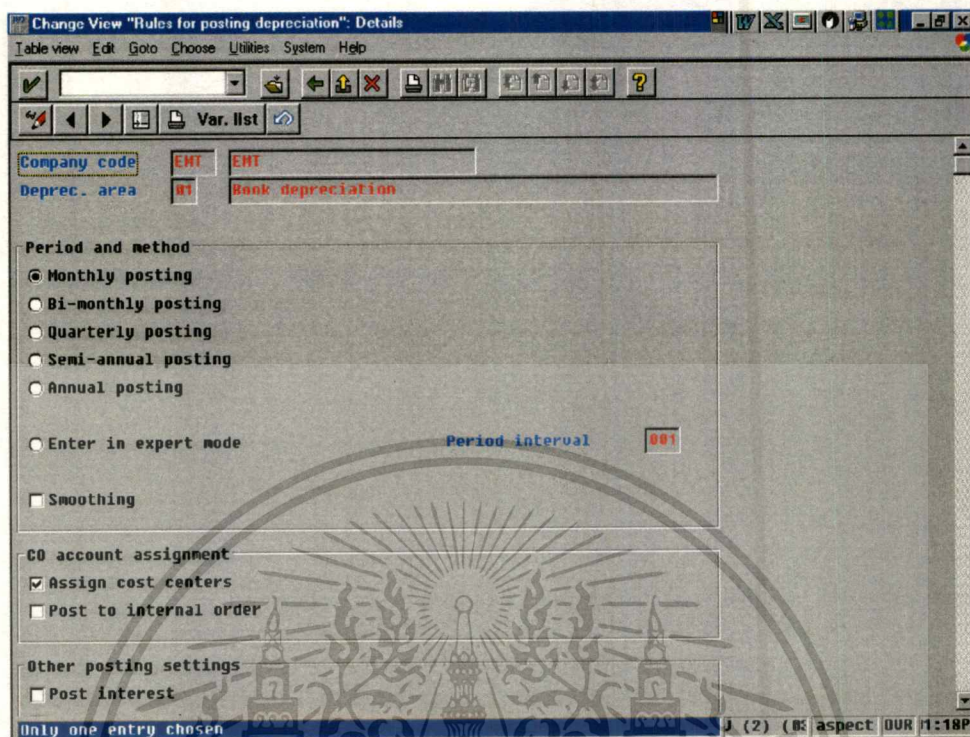 Change View "Rules for posting depreciation": Details
Table view Edit Goto Choose Utilities System Help
Var. list
Company code EMT EMT
Deprec. area 01 Book depreciation
Period and method
Monthly posting
Bi-monthly posting
Quarterly posting
Semi-annual posting
Annual posting
Enter in expert mode Period interval 001
Smoothing
CO account assignment
Assign cost centers
Post to internal order
Other posting settings
Post interest
Only one entry chosen (2) aspect OVR